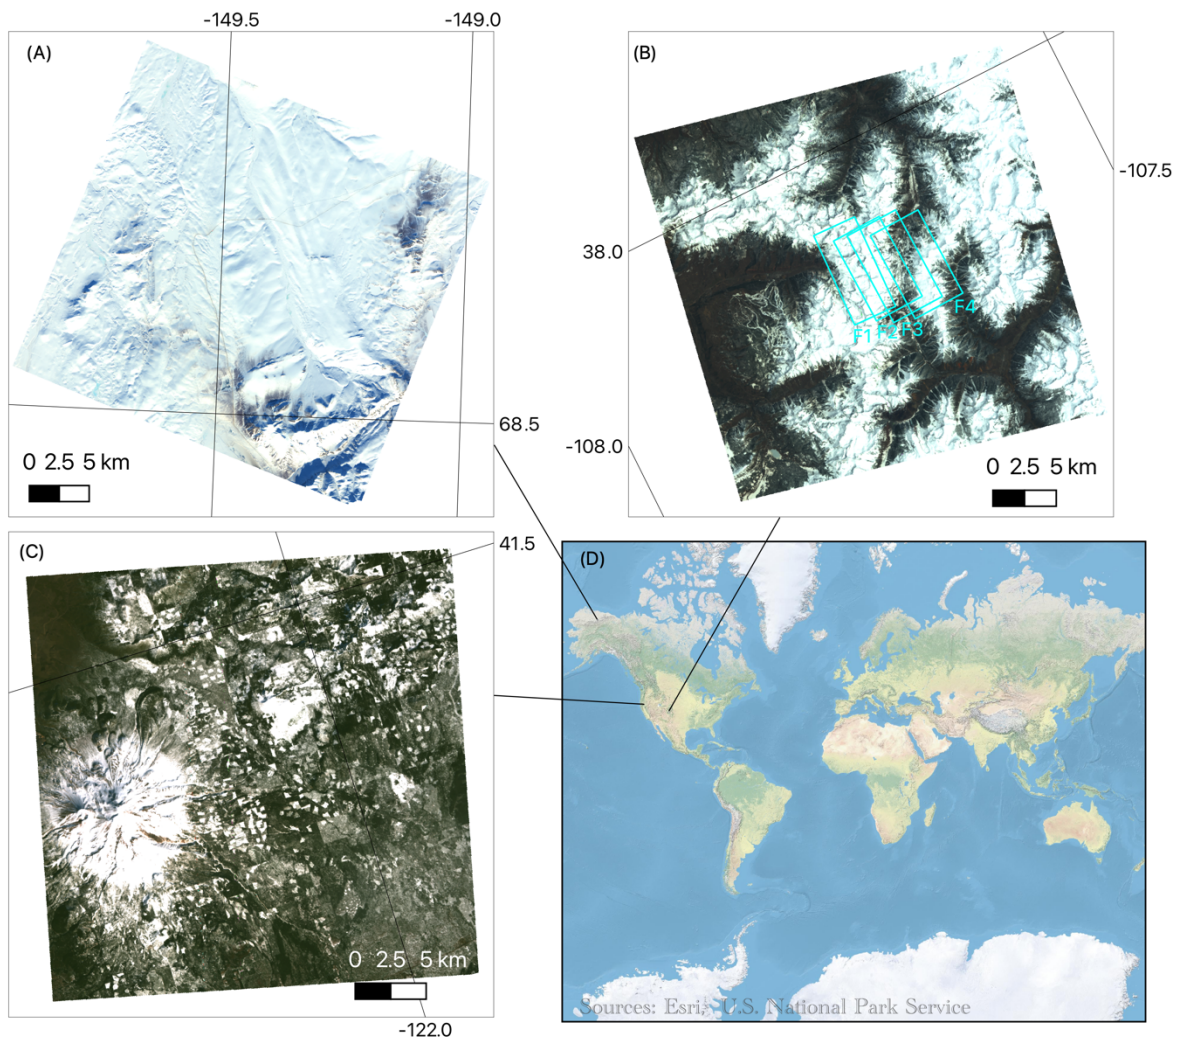 -149.5 -149.0
(A)
68.5
0 2.5 5 km
(B)
-107.5
38.0
F1 F2 F3 F4
-108.0
0 2.5 5 km
(C)
41.5
0 2.5 5 km
-122.0
(D)
Sources: Esri, U.S. National Park Service